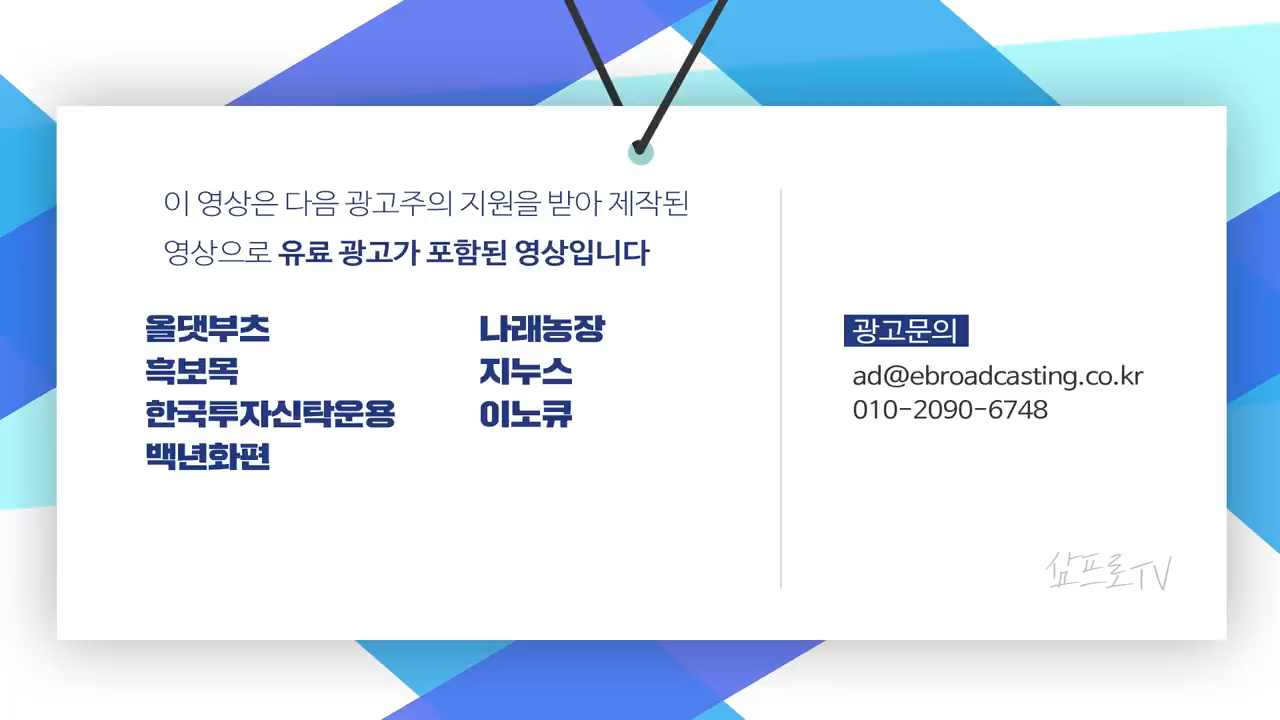 이 영상은 다음 광고주의 지원을 받아 제작된
영상으로 유료 광고가 포함된 영상입니다
올댓부츠
흑보목
한국투자신탁운용
백년화편
나래농장
지누스
이노큐
광고문의
ad@ebroadcasting.co.kr
010-2090-6748
삼프로TV